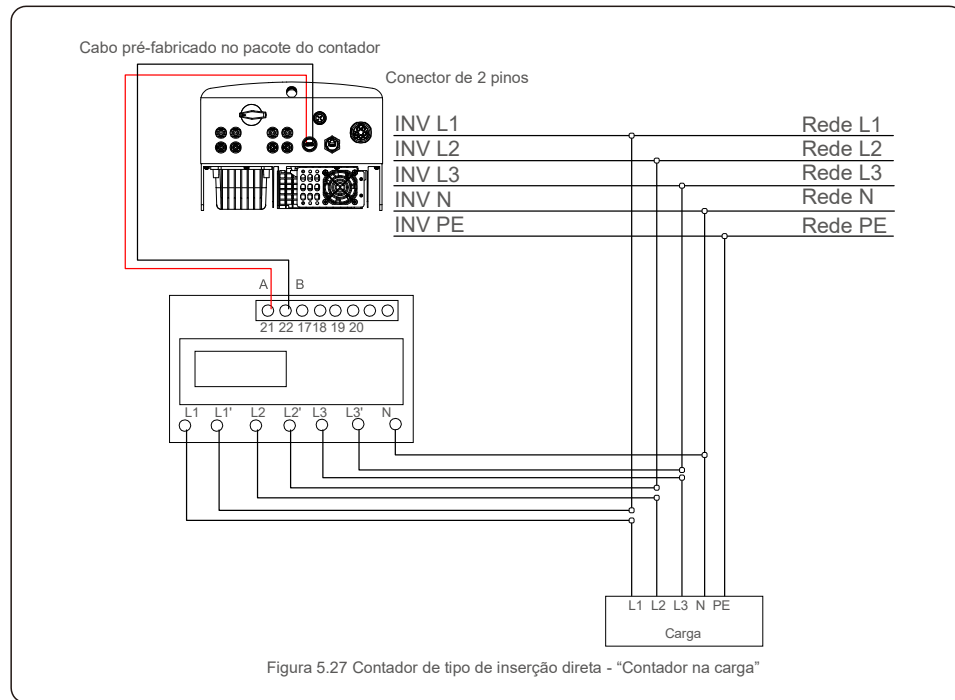 Cabo pré-fabricado no pacote do contador
Conector de 2 pinos
INV L1 Rede L1
INV L2 Rede L2
INV L3 Rede L3
INV N Rede N
INV PE Rede PE
A B
21 22 17 18 19 20
L1 L1' L2 L2' L3 L3' N
L1 L2 L3 N PE
Carga
Figura 5.27 Contador de tipo de inserção direta - “Contador na carga”